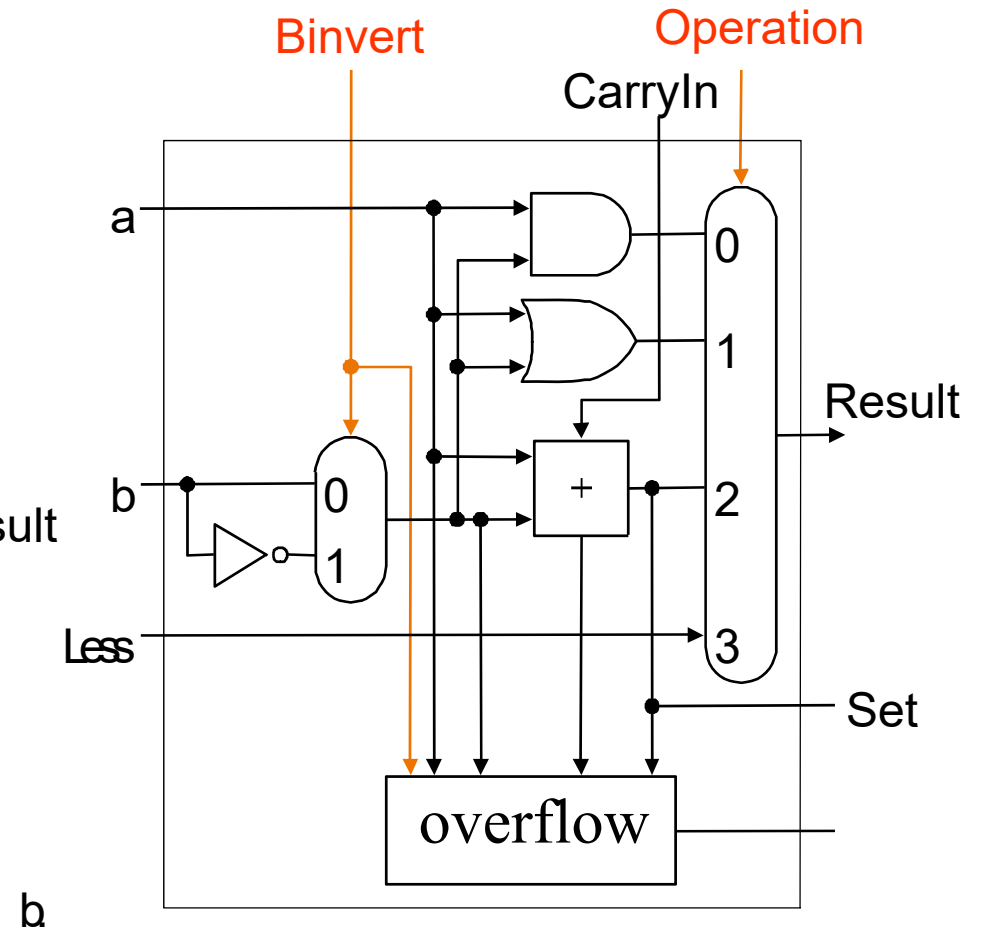 Binvert
Operation
CarryIn
a
0
1
Result
b
0
+
2
sult
1
Less
3
Set
overflow
b